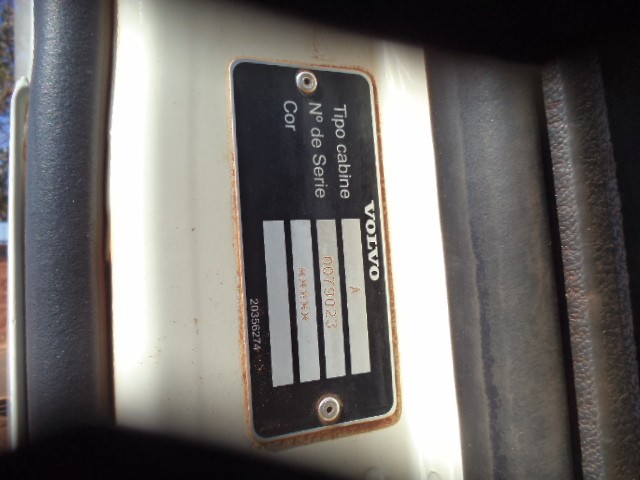 VOLVO
Tipo cabine A
Nº de Serie 0079023
Cor *****
20356274